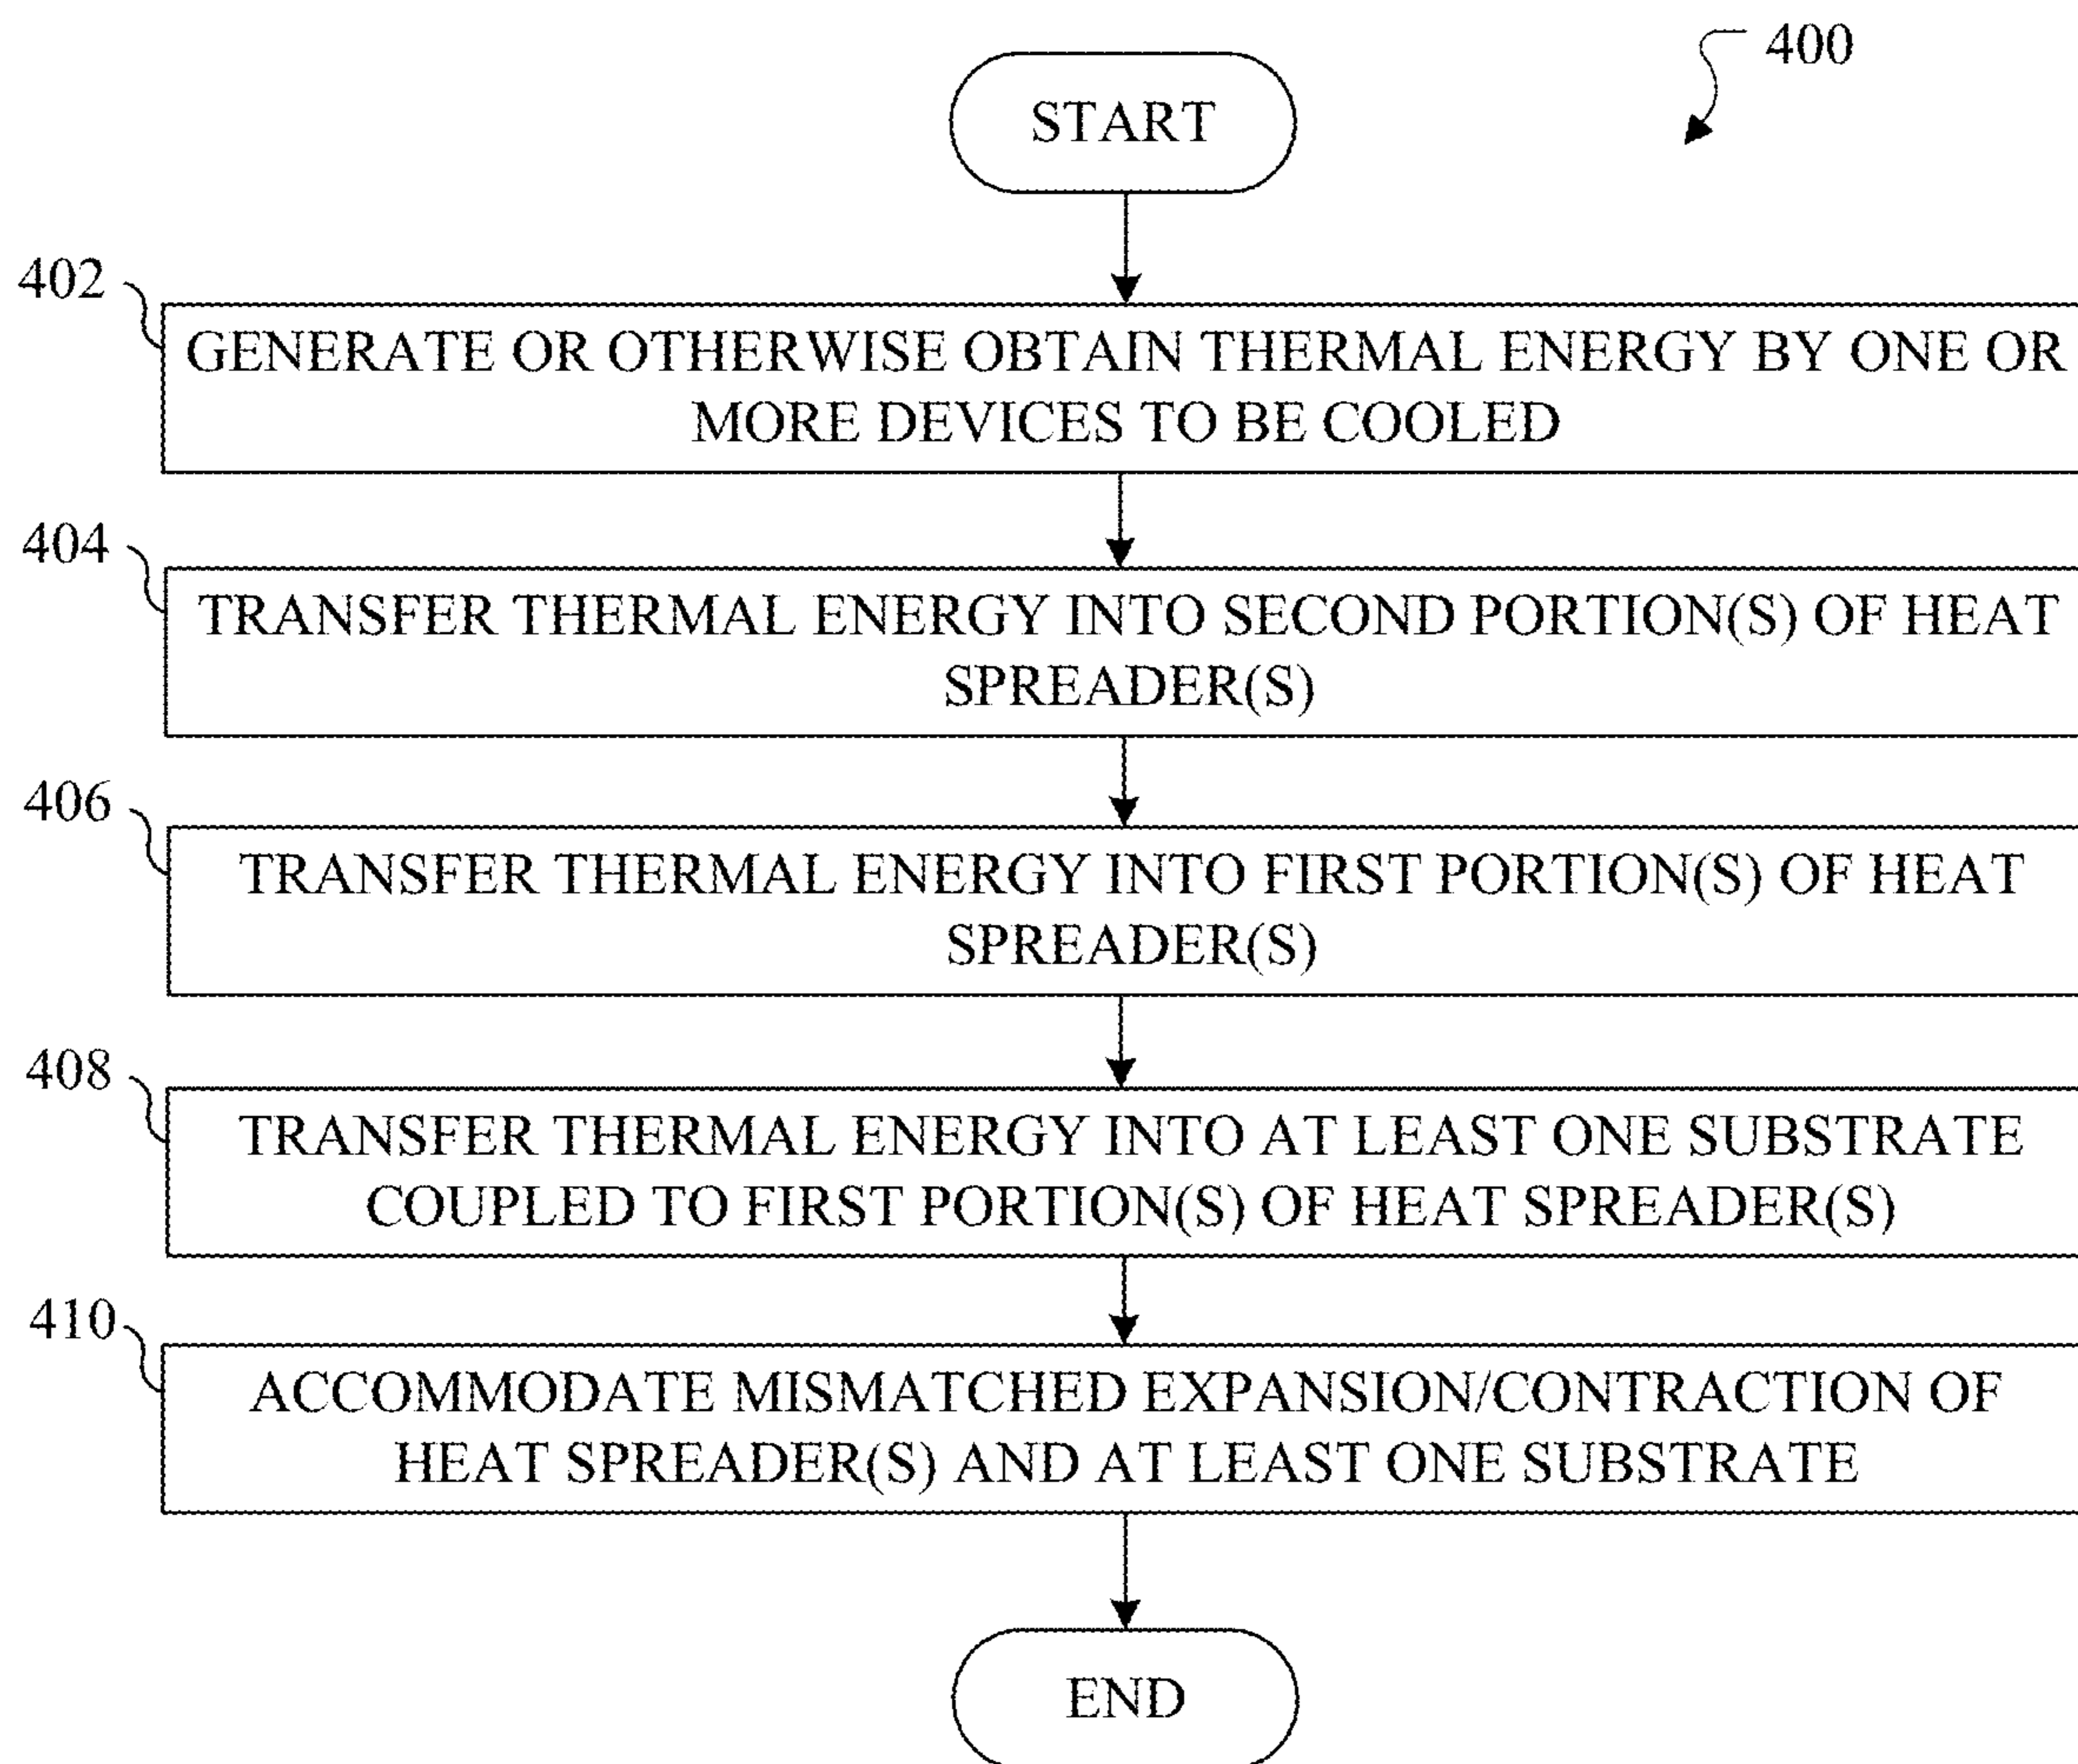 400
START
402
GENERATE OR OTHERWISE OBTAIN THERMAL ENERGY BY ONE OR
MORE DEVICES TO BE COOLED
404
TRANSFER THERMAL ENERGY INTO SECOND PORTION(S) OF HEAT
SPREADER(S)
406
TRANSFER THERMAL ENERGY INTO FIRST PORTION(S) OF HEAT
SPREADER(S)
408
TRANSFER THERMAL ENERGY INTO AT LEAST ONE SUBSTRATE
COUPLED TO FIRST PORTION(S) OF HEAT SPREADER(S)
410
ACCOMMODATE MISMATCHED EXPANSION/CONTRACTION OF
HEAT SPREADER(S) AND AT LEAST ONE SUBSTRATE
END